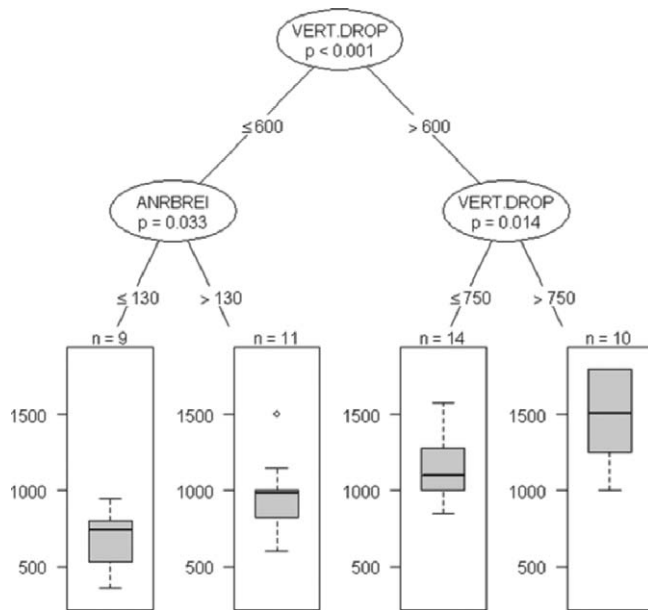 VERT.DROP
p < 0.001
≤ 600
> 600
ANRBREI
p = 0.033
VERT.DROP
p = 0.014
≤ 130
> 130
≤ 750
> 750
n = 9
n = 11
n = 14
n = 10
1500
1000
500
1500
1000
500
1500
1000
500
1500
1000
500